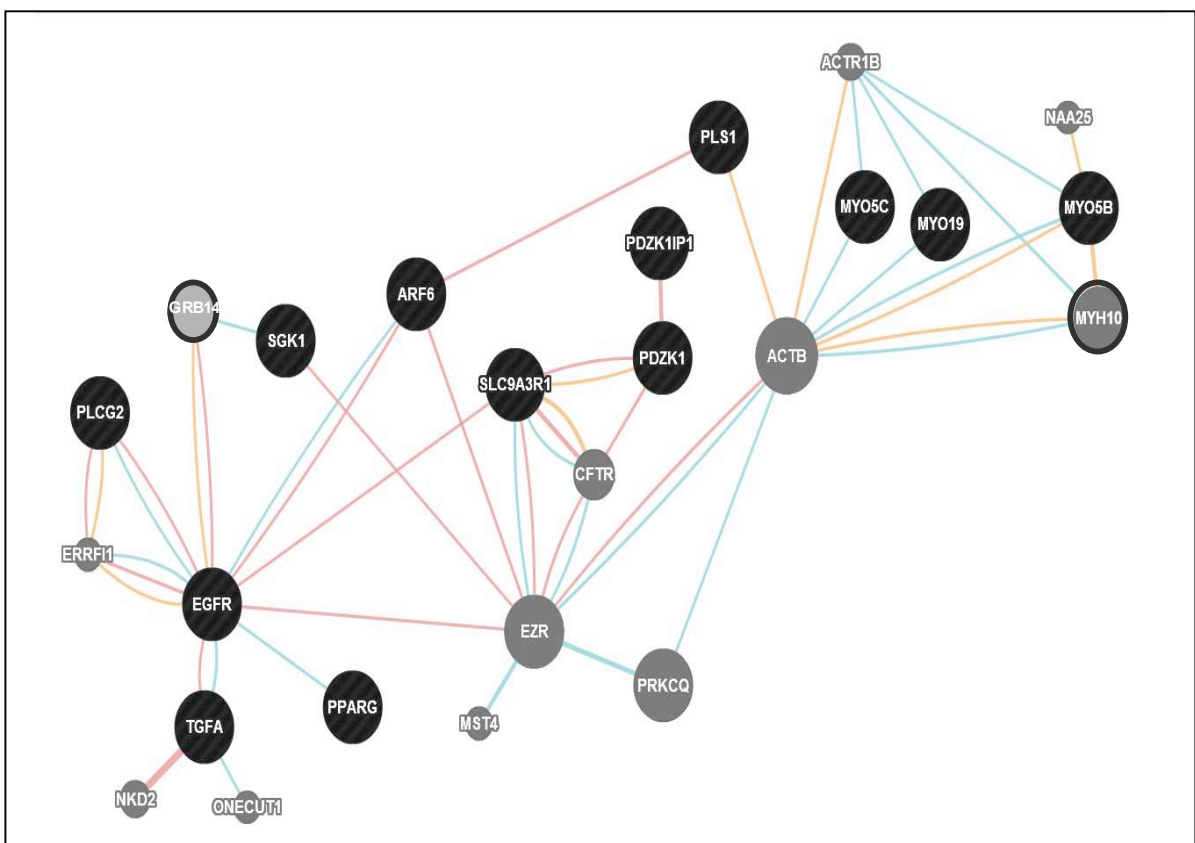 ACTR1B
NAA25
PLS1
MYO5C
MYO19
MYO5B
PDZK1IP1
ARF6
GRB14
SGK1
MYH10
ACTB
PDZK1
SLC9A3R1
PLCG2
CFTR
ERRFI1
EGFR
EZR
PRKCQ
PPARG
MST4
TGFA
NKD2
ONECUT1